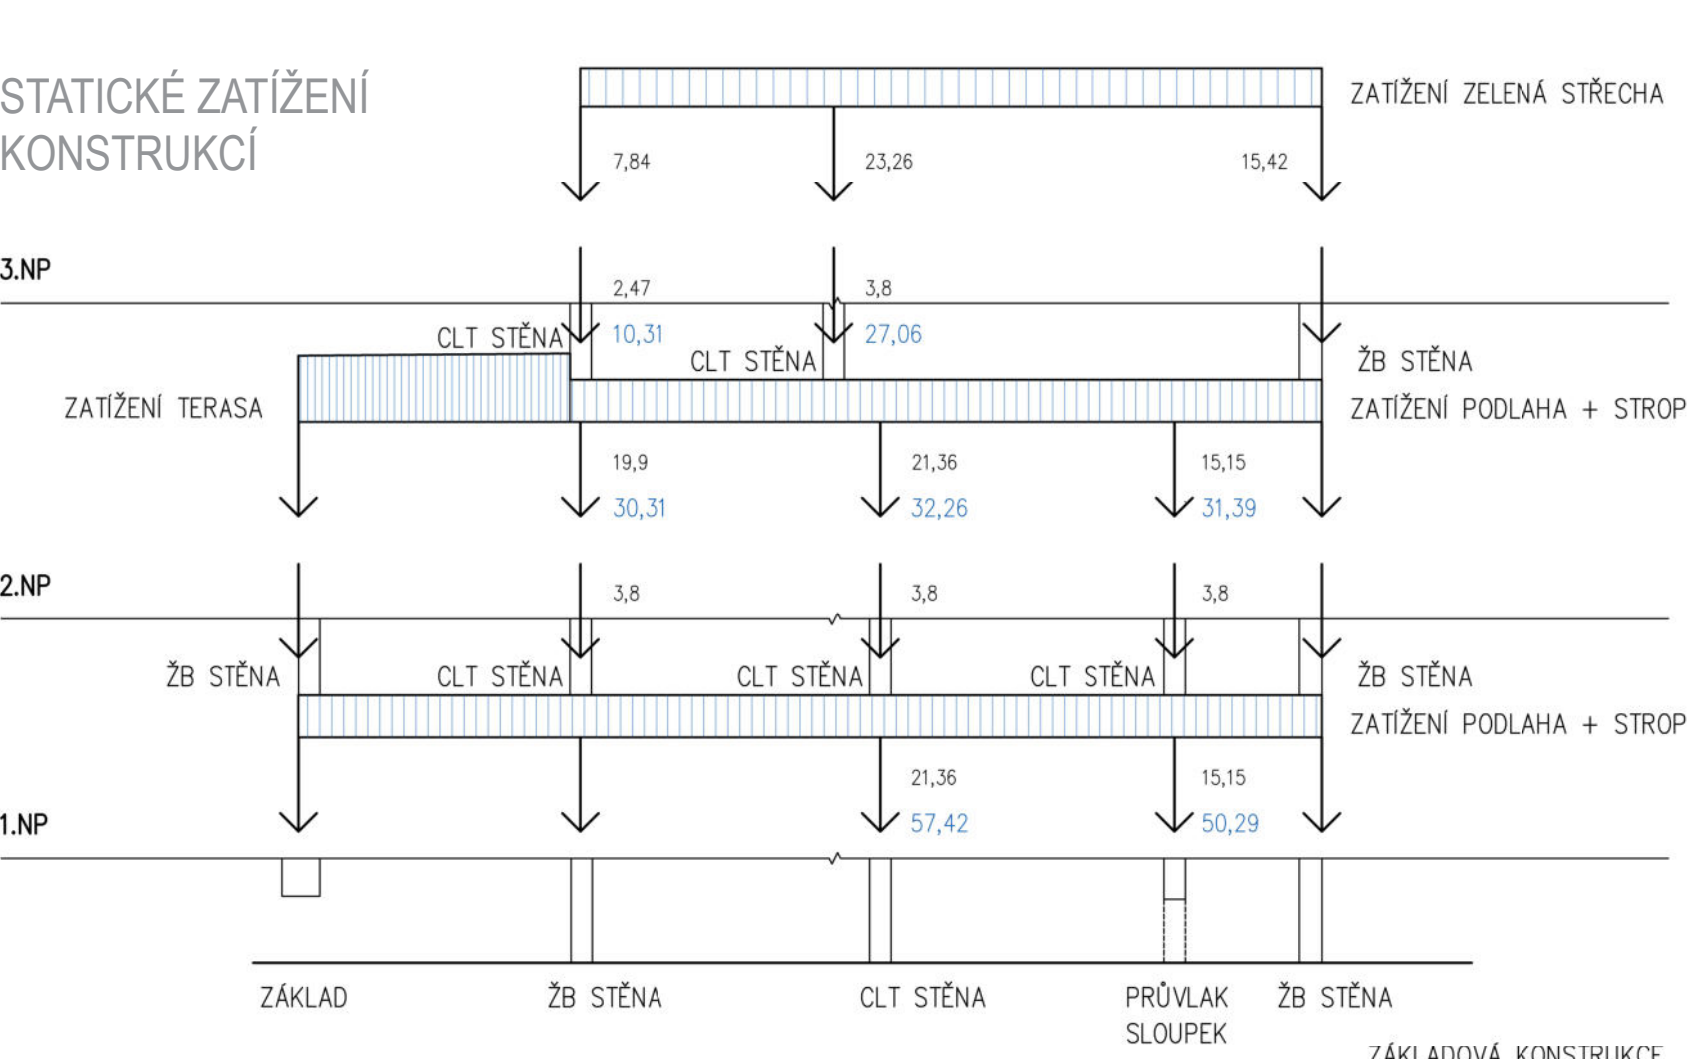 STATICKÉ ZATÍŽENÍ
KONSTRUKCÍ
ZATÍŽENÍ ZELENÁ STŘECHA
7,84
23,26
15,42
3.NP
2,47
3,8
CLT STĚNA
10,31
27,06
CLT STĚNA
ŽB STĚNA
ZATÍŽENÍ TERASA
ZATÍŽENÍ PODLAHA + STROP
19,9
21,36
15,15
30,31
32,26
31,39
2.NP
3,8
3,8
3,8
ŽB STĚNA
CLT STĚNA
CLT STĚNA
CLT STĚNA
ŽB STĚNA
ZATÍŽENÍ PODLAHA + STROP
21,36
15,15
1.NP
57,42
50,29
ZÁKLAD
ŽB STĚNA
CLT STĚNA
PRŮVLAK
SLOUPEK
ŽB STĚNA
ZÁKLADOVÁ KONSTRUKCE